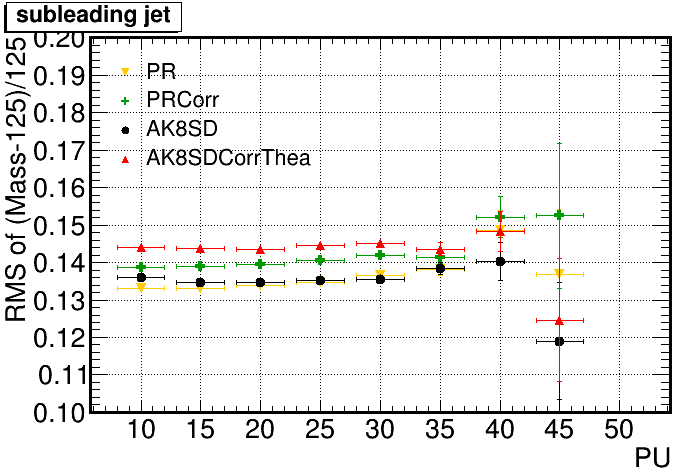 subleading jet
RMS of (Mass-125)/125
0.20
0.19
0.18
0.17
0.16
0.15
0.14
0.13
0.12
0.11
0.10
PR
PRCorr
AK8SD
AK8SDCorrThea
10 15 20 25 30 35 40 45 50
PU